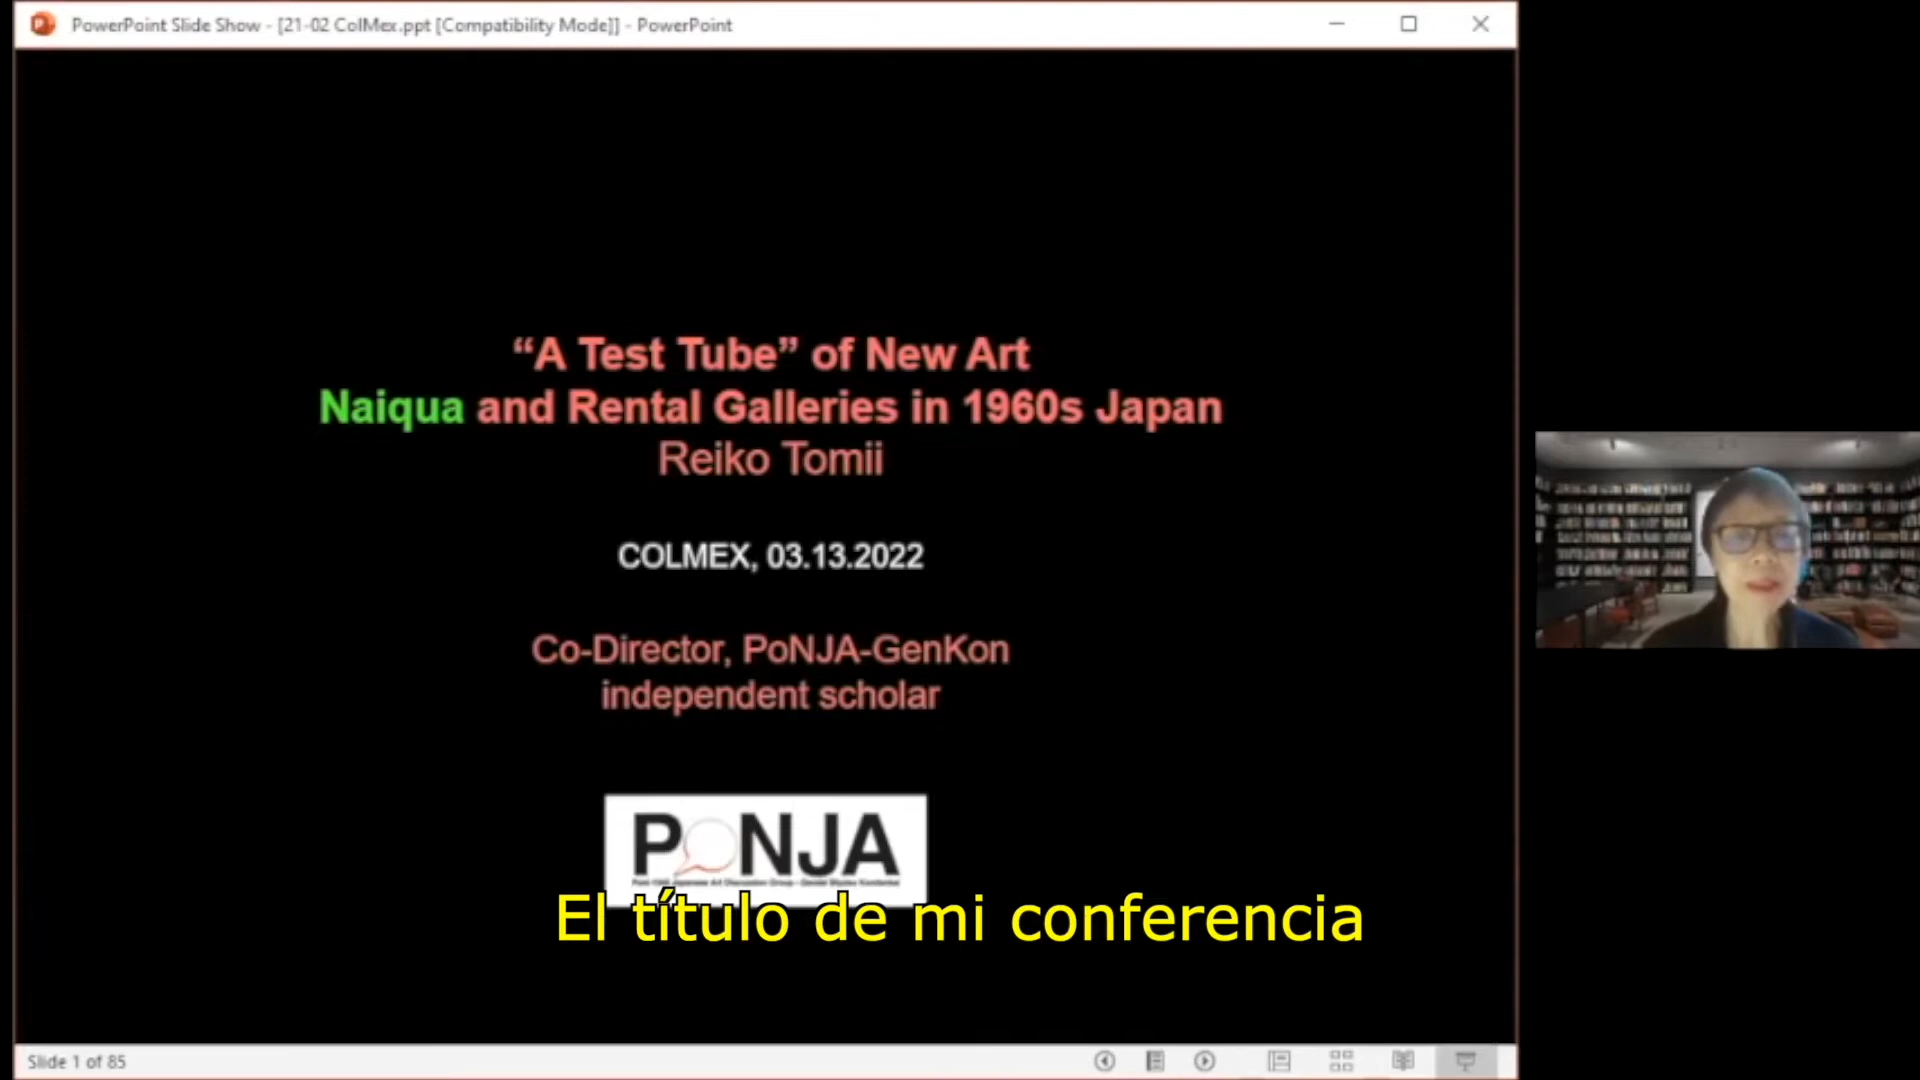 PowerPoint Slide Show - [21-02 ColMex.ppt [Compatibility Mode]] - PowerPoint
“A Test Tube” of New Art
Naiqua and Rental Galleries in 1960s Japan
Reiko Tomii
COLMEX, 03.13.2022
Co-Director, PoNJA-GenKon
independent scholar
PoNJA
El título de mi conferencia
Slide 1 of 85